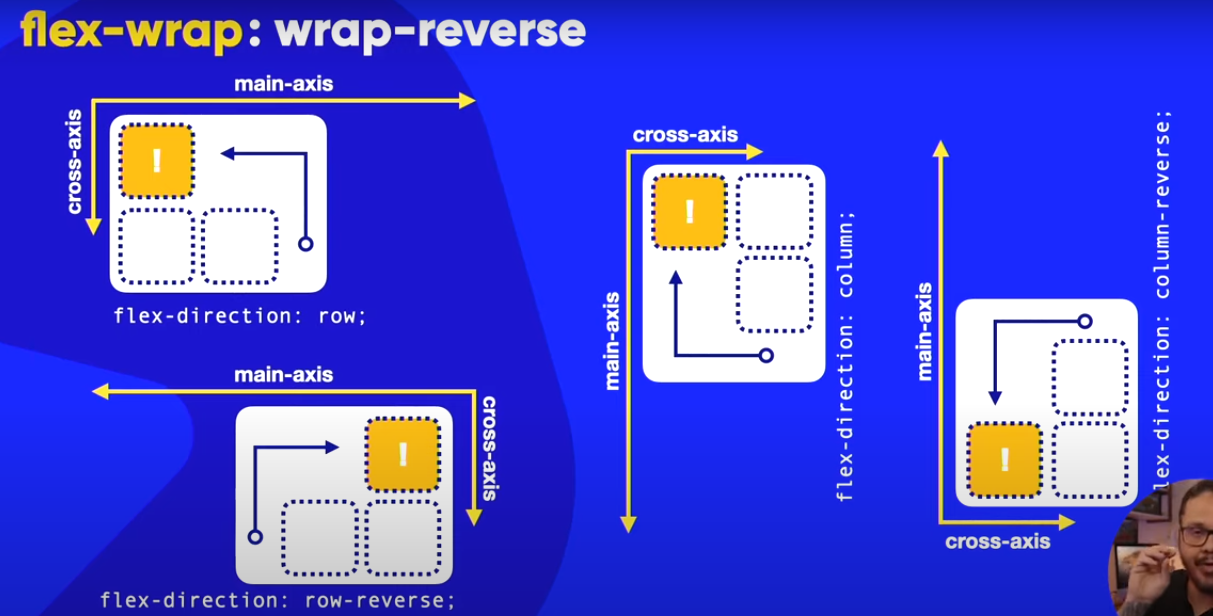 flex-wrap: wrap-reverse
main-axis
cross-axis
!
flex-direction: row;
main-axis
cross-axis
!
flex-direction: row-reverse;
cross-axis
main-axis
!
flex-direction: column;
main-axis
cross-axis
!
lex-direction: column-reverse;